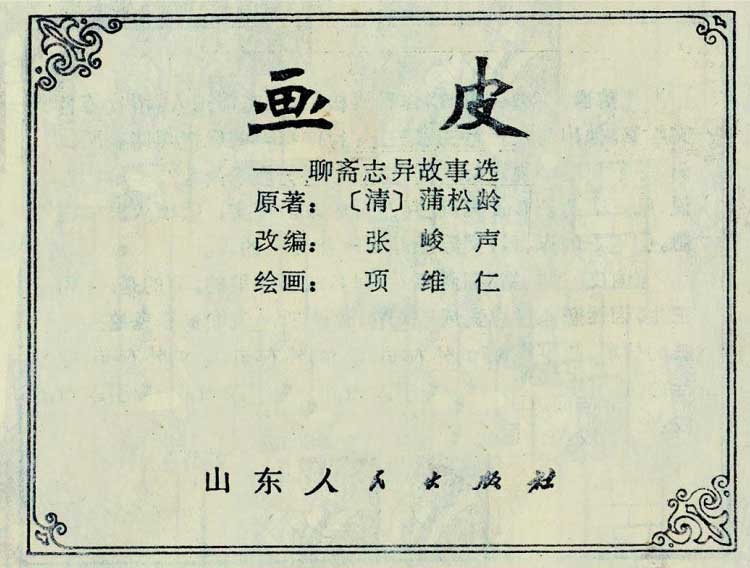 画皮
——聊斋志异故事选
原著：〔清〕蒲松龄
改编：张峻声
绘画：项维仁
山东人民出版社